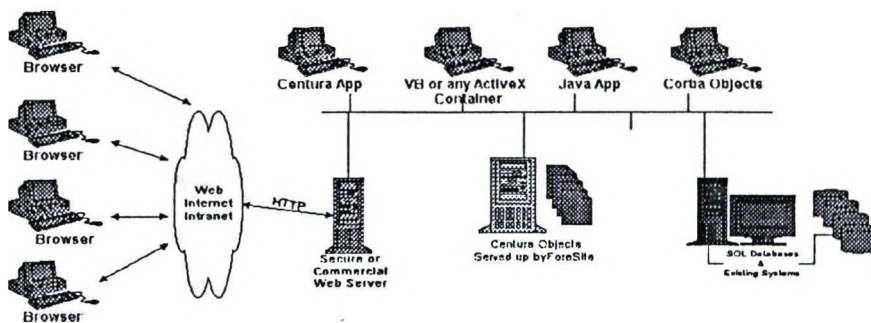 Browser
Browser
Browser
Browser
Web
Internet
Intranet
HTTP
Centura App
VB or any ActiveX
Container
Java App
Corba Objects
Secure or
Commercial
Web Server
Centura Objects
Served up byForeSite
SQL Databases
&
Existing Systems